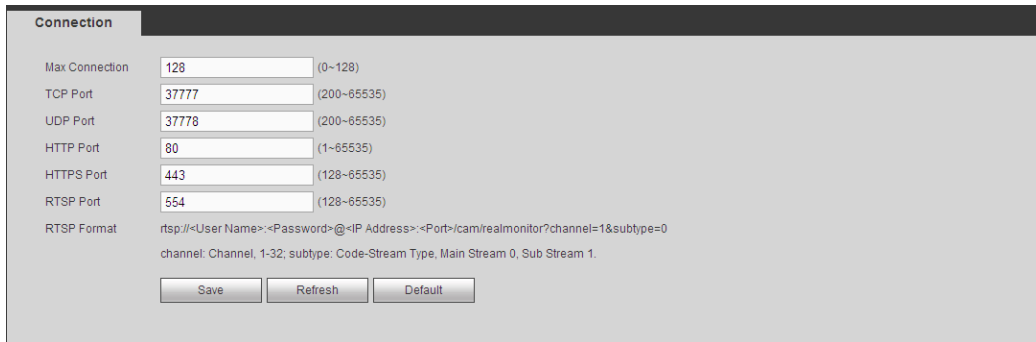 Connection
Max Connection 128 (0~128)
TCP Port 37777 (200~65535)
UDP Port 37778 (200~65535)
HTTP Port 80 (1~65535)
HTTPS Port 443 (128~65535)
RTSP Port 554 (128~65535)
RTSP Format rtsp://<User Name>:<Password>@<IP Address>:<Port>/cam/realmonitor?channel=1&subtype=0
channel: Channel, 1-32; subtype: Code-Stream Type, Main Stream 0, Sub Stream 1.
Save Refresh Default